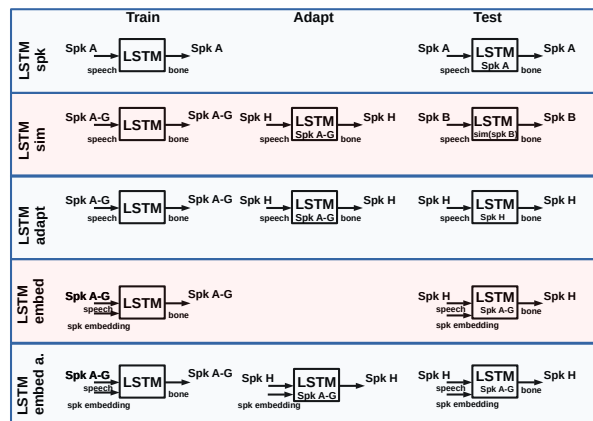 Train Adapt Test
LSTM spk
Spk A LSTM Spk A
speech bone
Spk A LSTM Spk A
speech Spk A bone
LSTM sim
Spk A-G LSTM Spk A-G
speech bone
Spk H LSTM Spk H
speech Spk A-G bone
Spk B LSTM Spk B
speech sim(spk B) bone
LSTM adapt
Spk A-G LSTM Spk A-G
speech bone
Spk H LSTM Spk H
speech Spk A-G bone
Spk H LSTM Spk H
speech Spk H bone
LSTM embed
Spk A-G LSTM Spk A-G
speech bone
spk embedding
Spk H LSTM Spk H
speech Spk A-G bone
spk embedding
LSTM embed a.
Spk A-G LSTM Spk A-G
speech bone
spk embedding
Spk H LSTM Spk H
Spk A-G
spk embedding
Spk H LSTM Spk H
speech Spk A-G bone
spk embedding